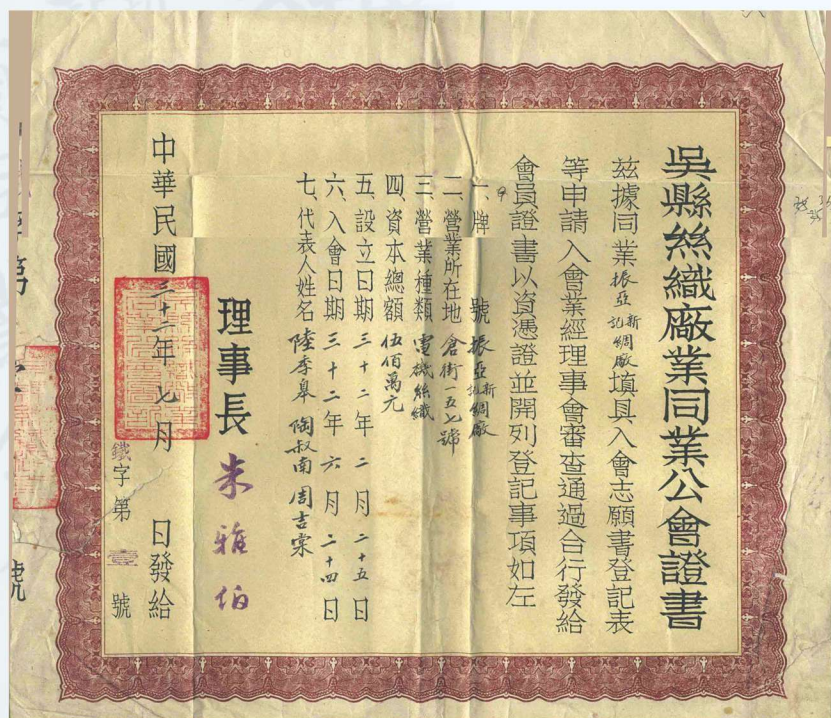 吳縣絲織廠業同業公會證書
茲據同業振亞新記綢廠填具入會志願書登記表
等申請入會業經理事會審查通過合行發給
會員證書以資憑證並開列登記事項如左
一、牌號 振亞新記綢廠
二、營業所在地 倉街一五七號
三、營業種類 電機絲織
四、資本總額 伍佰萬元
五、設立日期 三十二年二月二十五日
六、入會日期 三十二年六月二十四日
七、代表人姓名 陸季皋 陶叔南 周吉棠
理事長 朱雅伯
中華民國三十二年七月 日發給
鐵字第壹號
字第
號